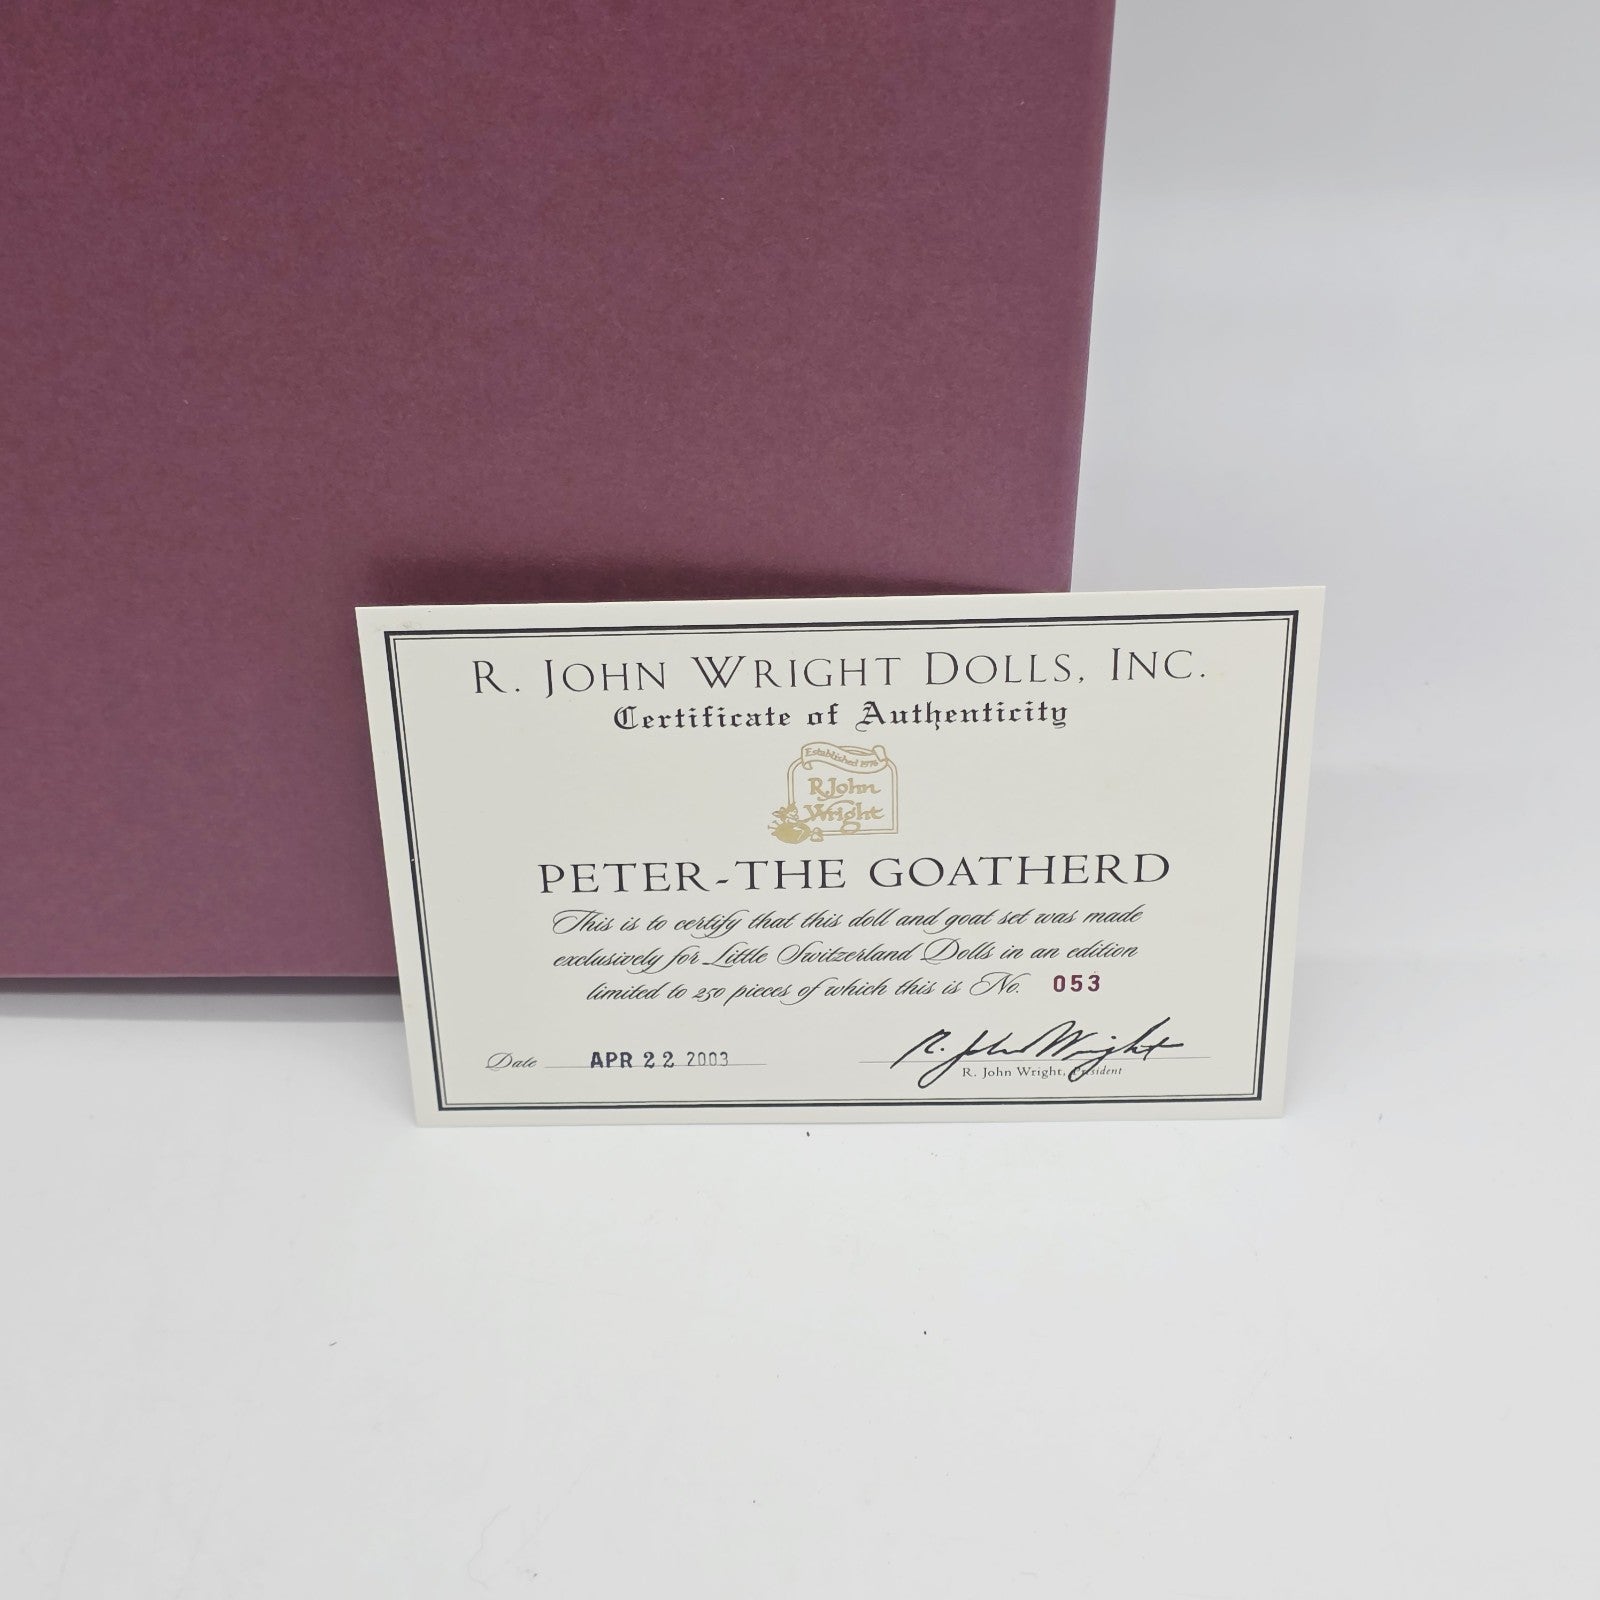 R. JOHN WRIGHT DOLLS, INC.
Certificate of Authenticity
Established 1976
R. John
Wright
PETER-THE GOATHERD
This is to certify that this doll and goat set was made
exclusively for Little Switzerland Dolls in an edition
limited to 250 pieces of which this is No. 053
Date APR 22 2003
R. John Wright
R. John Wright, President